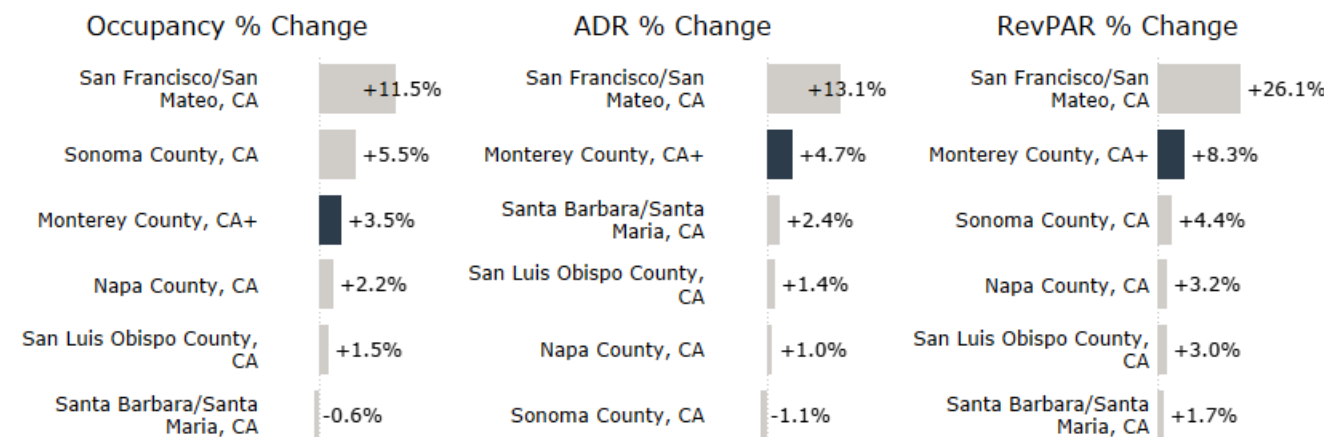 Occupancy % Change
San Francisco/San
Mateo, CA
+11.5%
Sonoma County, CA
+5.5%
Monterey County, CA+
+3.5%
Napa County, CA
+2.2%
San Luis Obispo County,
CA
+1.5%
Santa Barbara/Santa
Maria, CA
-0.6%
ADR % Change
San Francisco/San
Mateo, CA
+13.1%
Monterey County, CA+
+4.7%
Santa Barbara/Santa
Maria, CA
+2.4%
San Luis Obispo County,
CA
+1.4%
Napa County, CA
+1.0%
Sonoma County, CA
-1.1%
RevPAR % Change
San Francisco/San
Mateo, CA
+26.1%
Monterey County, CA+
+8.3%
Sonoma County, CA
+4.4%
Napa County, CA
+3.2%
San Luis Obispo County,
CA
+3.0%
Santa Barbara/Santa
Maria, CA
+1.7%